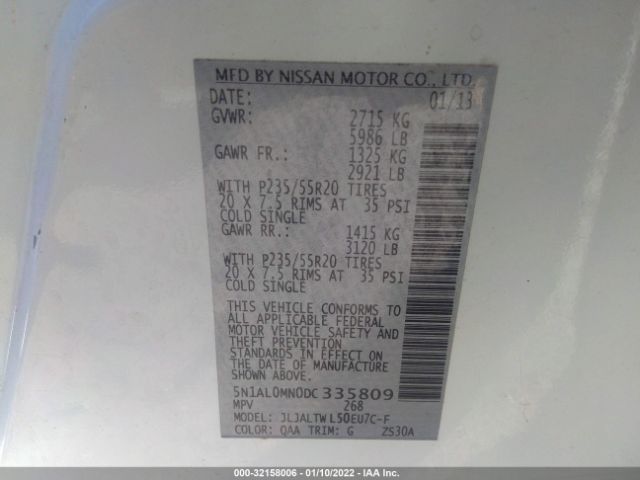 MFD BY NISSAN MOTOR CO., LTD.
DATE: 01/13
GVWR: 2715 KG
5986 LB
GAWR FR.: 1325 KG
2921 LB
WITH P235/55R20 TIRES
20 X 7.5 RIMS AT 35 PSI
COLD SINGLE
GAWR RR.: 1415 KG
3120 LB
WITH P235/55R20 TIRES
20 X 7.5 RIMS AT 35 PSI
COLD SINGLE
THIS VEHICLE CONFORMS TO
ALL APPLICABLE FEDERAL
MOTOR VEHICLE SAFETY AND
THEFT PREVENTION
STANDARDS IN EFFECT ON
THE DATE OF MANUFACTURE
SHOWN ABOVE.
5N1AL0MN0DC335809
MPV 268
MODEL: JLJALTWL50EU7C-F
COLOR: QAA TRIM: G ZS30A
000-32158006 - 01/10/2022 - IAA Inc.